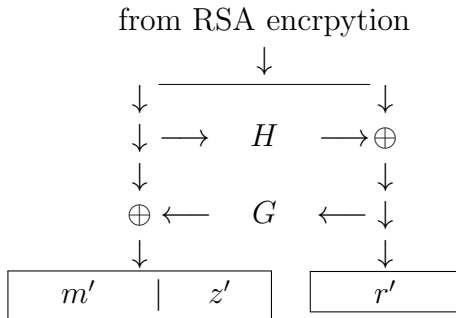 from RSA encrpytion
↓
↓ ↓
↓ → H → ⊕
↓ ↓
⊕ ← G ← ↓
↓ ↓
m′ | z′ r′